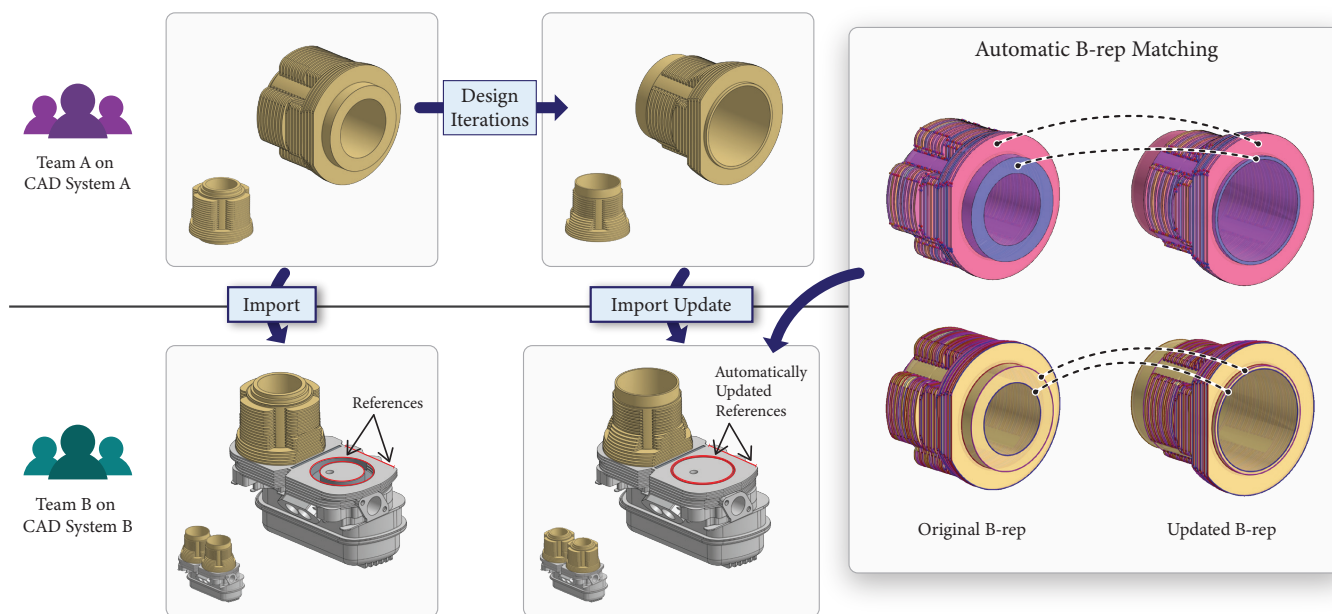 Team A on
CAD System A
Design
Iterations
Automatic B-rep Matching
Import
Import Update
Team B on
CAD System B
References
Automatically
Updated
References
Original B-rep
Updated B-rep